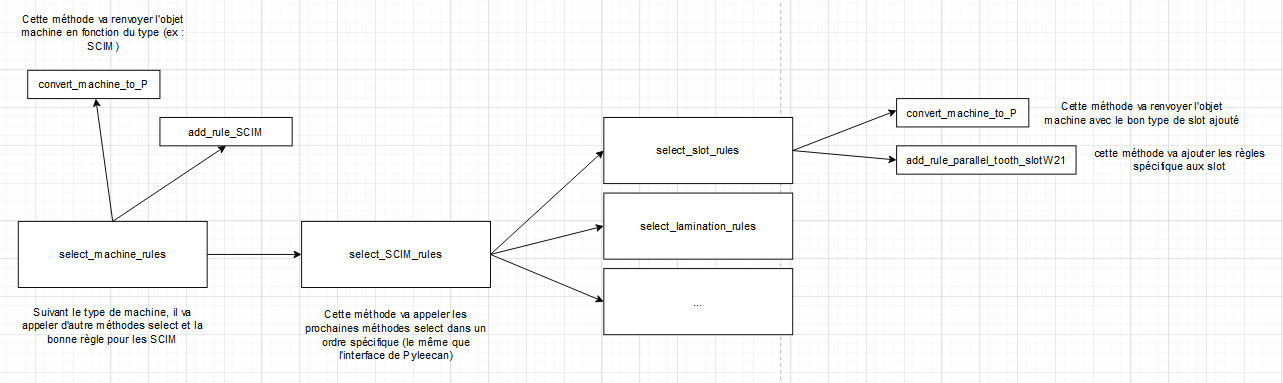 Cette méthode va renvoyer l'objet
machine en fonction du type (ex :
SCIM )
convert_machine_to_P
add_rule_SCIM
select_machine_rules
Suivant le type de machine, il va
appeler d'autre méthodes select et la
bonne règle pour les SCIM
select_SCIM_rules
Cette méthode va appeler les
prochaines méthodes select dans un
ordre spécifique (le même que
l'interface de Pyleecan)
select_slot_rules
select_lamination_rules
...
convert_machine_to_P
Cette méthode va renvoyer l'objet
machine avec le bon type de slot ajouté
add_rule_parallel_tooth_slotW21
cette méthode va ajouter les règles
spécifique aux slot